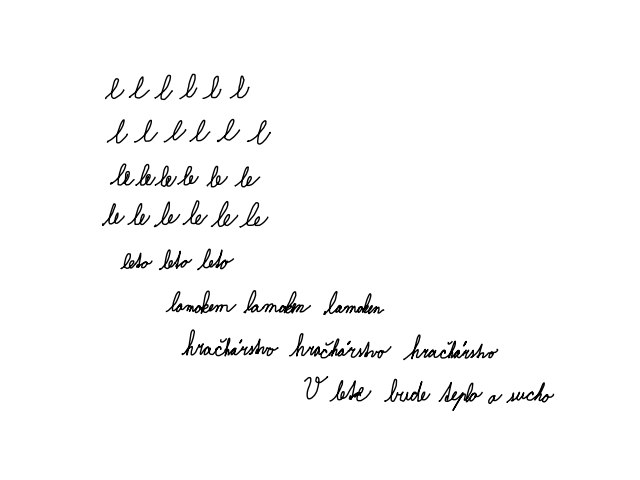 l l l l l l
l l l l l l
le le le le le le
le le le le le le
leto leto leto
lamokem lamokem lamoken
hračkárstvo hračkárstvo hračkárstvo
V lete bude teplo a sucho